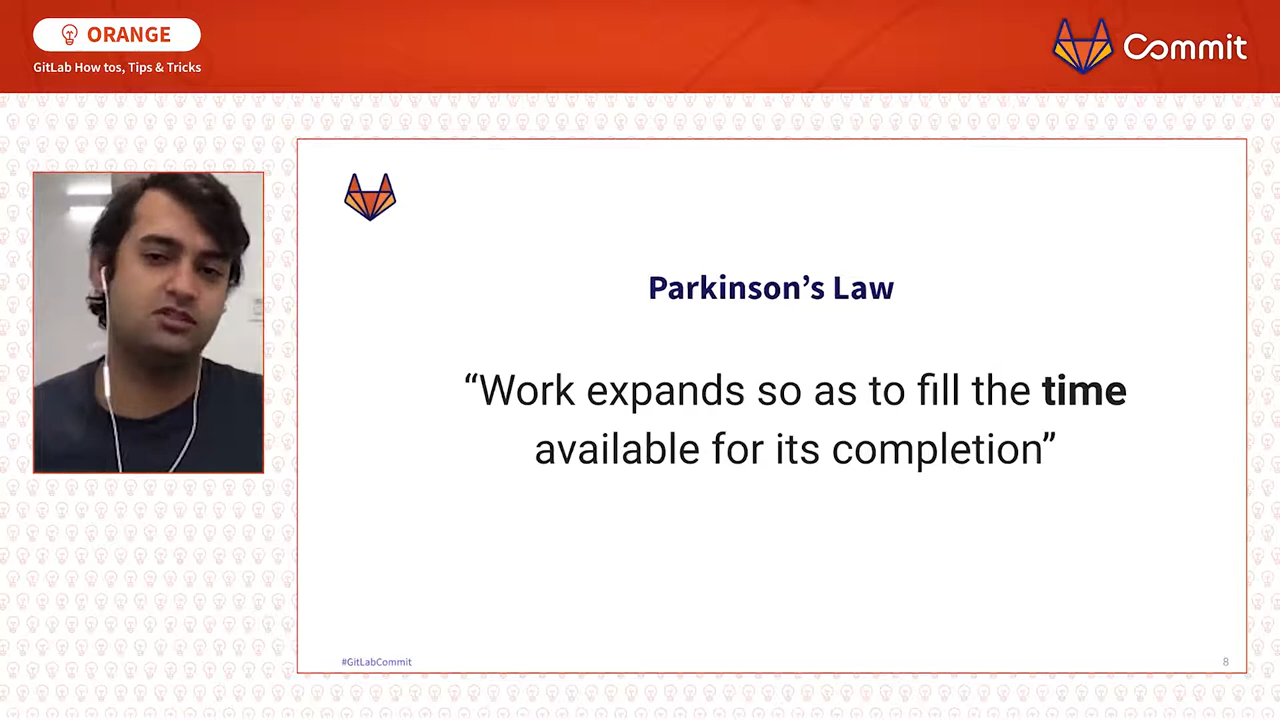 ORANGE
GitLab How tos, Tips & Tricks
Commit
Parkinson’s Law
“Work expands so as to fill the time
available for its completion”
#GitLabCommit
8